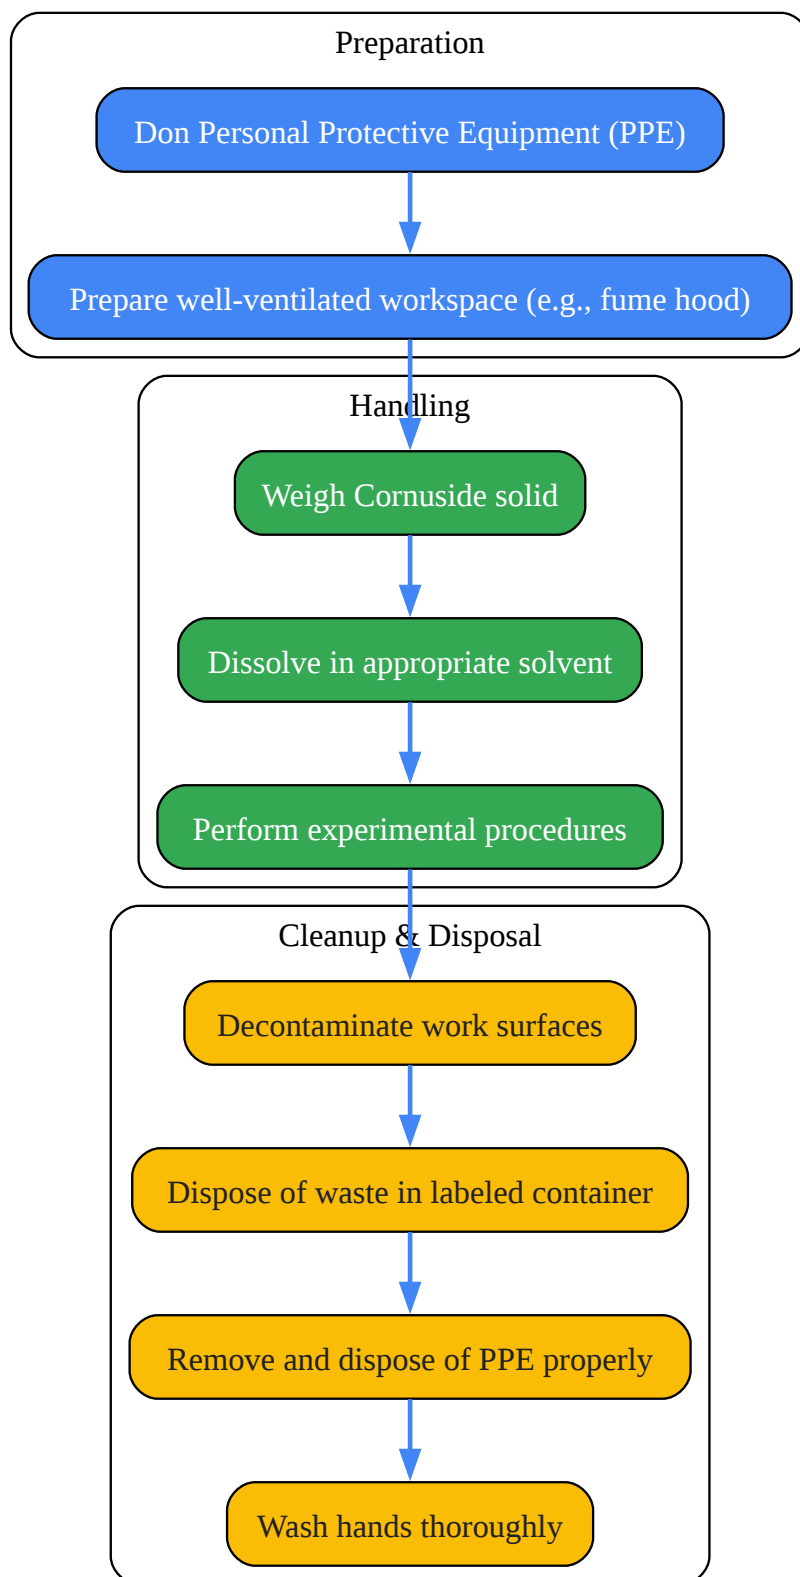 Preparation
Don Personal Protective Equipment (PPE)
Prepare well-ventilated workspace (e.g., fume hood)
Handling
Weigh Cornuside solid
Dissolve in appropriate solvent
Perform experimental procedures
Cleanup & Disposal
Decontaminate work surfaces
Dispose of waste in labeled container
Remove and dispose of PPE properly
Wash hands thoroughly